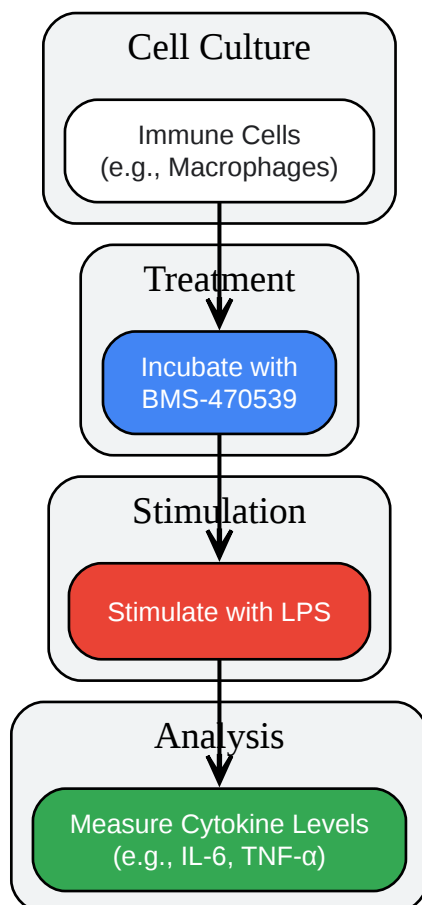 Cell Culture
Immune Cells
(e.g., Macrophages)
Treatment
Incubate with
BMS-470539
Stimulation
Stimulate with LPS
Analysis
Measure Cytokine Levels
(e.g., IL-6, TNF-α)